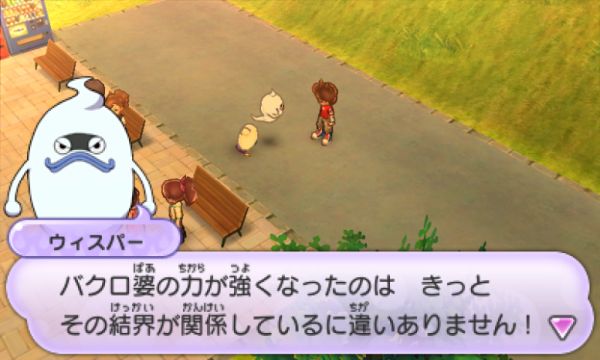 ウィスパー
バクロ婆の力が強くなったのは　きっと
その結界が関係しているに違いありません！